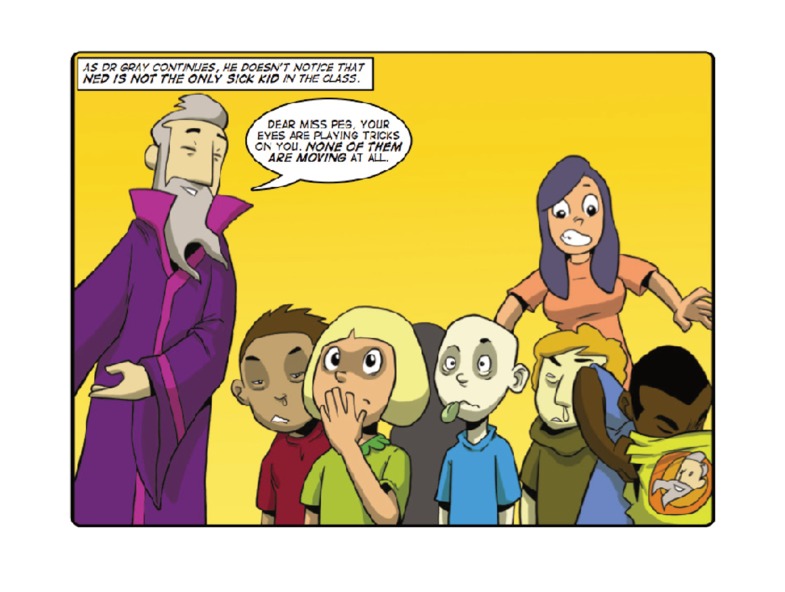 AS DR GRAY CONTINUES, HE DOESN'T NOTICE THAT
NED IS NOT THE ONLY SICK KID IN THE CLASS.
DEAR MISS PEG, YOUR
EYES ARE PLAYING TRICKS
ON YOU. NONE OF THEM
ARE MOVING AT ALL.